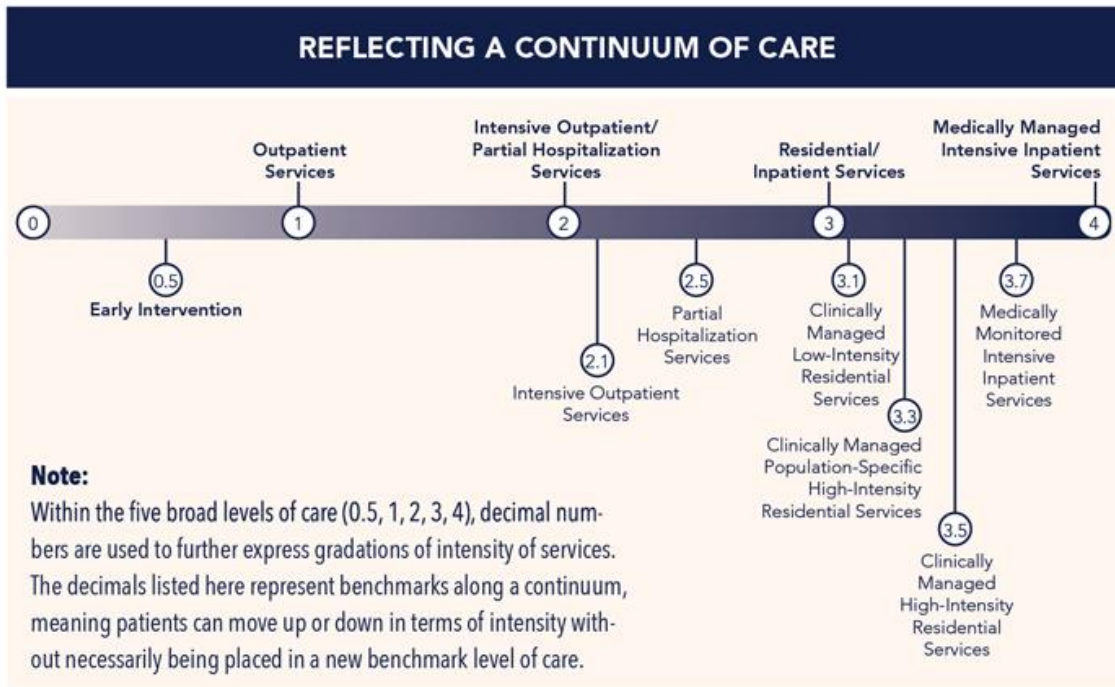 REFLECTING A CONTINUUM OF CARE
Outpatient
Services
Intensive Outpatient/
Partial Hospitalization
Services
Residential/
Inpatient Services
Medically Managed
Intensive Inpatient
Services
0
1
2
3
4
0.5
Early Intervention
2.1
Intensive Outpatient
Services
2.5
Partial
Hospitalization
Services
3.1
Clinically
Managed
Low-Intensity
Residential
Services
3.3
Clinically Managed
Population-Specific
High-Intensity
Residential Services
3.5
Clinically
Managed
High-Intensity
Residential
Services
3.7
Medically
Monitored
Intensive
Inpatient
Services
Note:
Within the five broad levels of care (0.5, 1, 2, 3, 4), decimal num-
bers are used to further express gradations of intensity of services.
The decimals listed here represent benchmarks along a continuum,
meaning patients can move up or down in terms of intensity with-
out necessarily being placed in a new benchmark level of care.